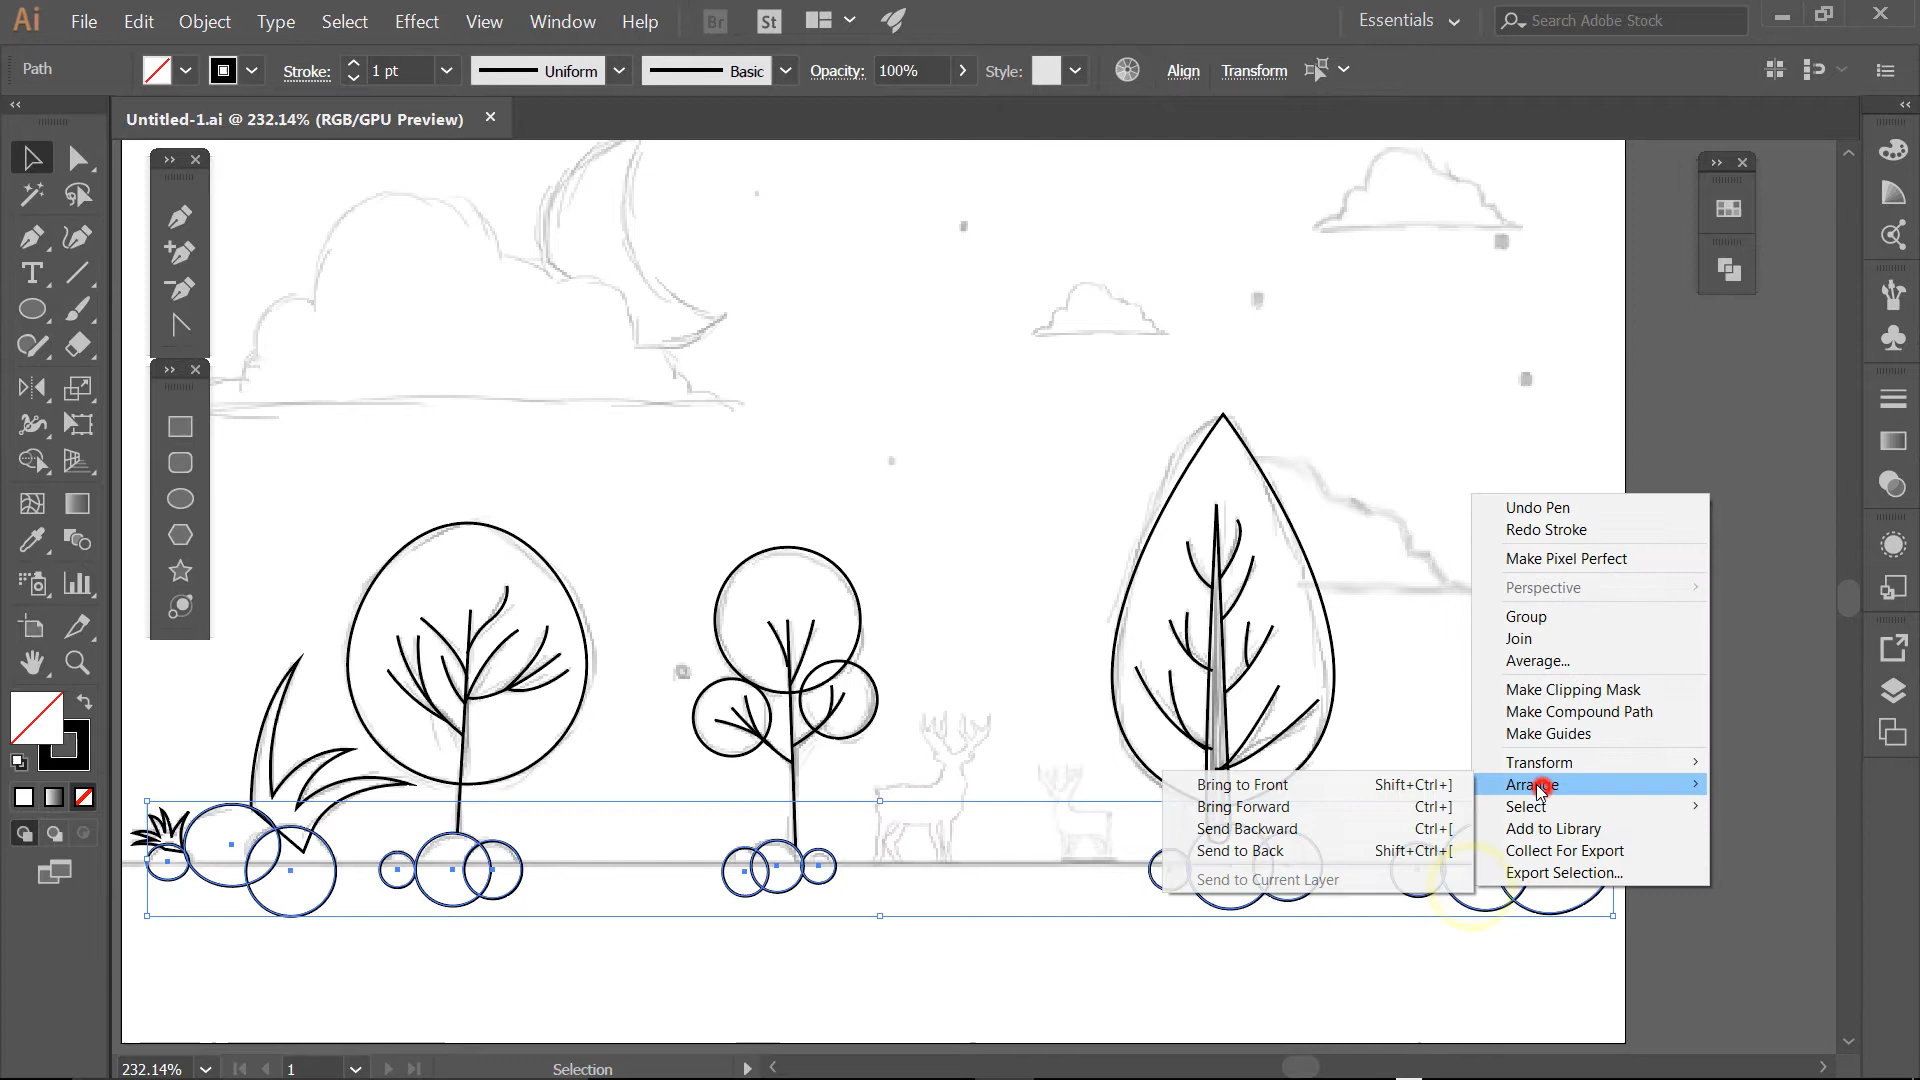 Ai File Edit Object Type Select Effect View Window Help Br St Essentials Search Adobe Stock
Path Stroke: 1 pt Uniform Basic Opacity: 100% Style: Align Transform
Untitled-1.ai @ 232.14% (RGB/GPU Preview)
Undo Pen
Redo Stroke
Make Pixel Perfect
Perspective
Group
Join
Average...
Make Clipping Mask
Make Compound Path
Make Guides
Transform
Arrange
Select
Add to Library
Collect For Export
Export Selection...
Bring to Front Shift+Ctrl+]
Bring Forward Ctrl+]
Send Backward Ctrl+[
Send to Back Shift+Ctrl+[
Send to Current Layer
232.14% 1 Selection